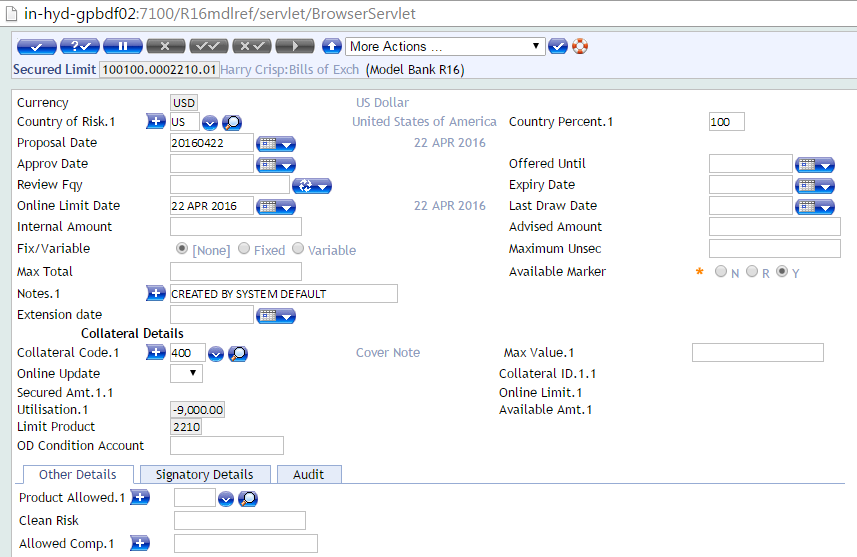 in-hyd-gpbdf02:7100/R16mdlref/servlet/BrowserServlet
More Actions ...
Secured Limit 100100.0002210.01 Harry Crisp:Bills of Exch (Model Bank R16)
Currency USD US Dollar
Country of Risk.1 US United States of America Country Percent.1 100
Proposal Date 20160422 22 APR 2016
Approv Date Offered Until
Review Fqy Expiry Date
Online Limit Date 22 APR 2016 22 APR 2016 Last Draw Date
Internal Amount Advised Amount
Fix/Variable [None] Fixed Variable Maximum Unsec
Max Total Available Marker * N R Y
Notes.1 CREATED BY SYSTEM DEFAULT
Extension date
Collateral Details
Collateral Code.1 400 Cover Note Max Value.1
Online Update Collateral ID.1.1
Secured Amt.1.1 Online Limit.1
Utilisation.1 -9,000.00 Available Amt.1
Limit Product 2210
OD Condition Account
Other Details Signatory Details Audit
Product Allowed.1
Clean Risk
Allowed Comp.1